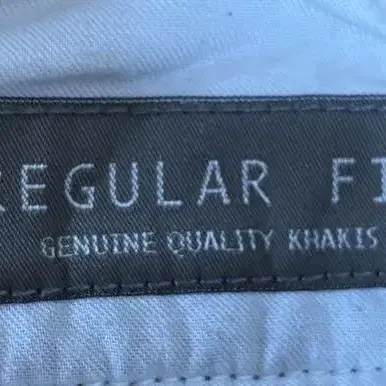 REGULAR FI
GENUINE QUALITY KHAKIS